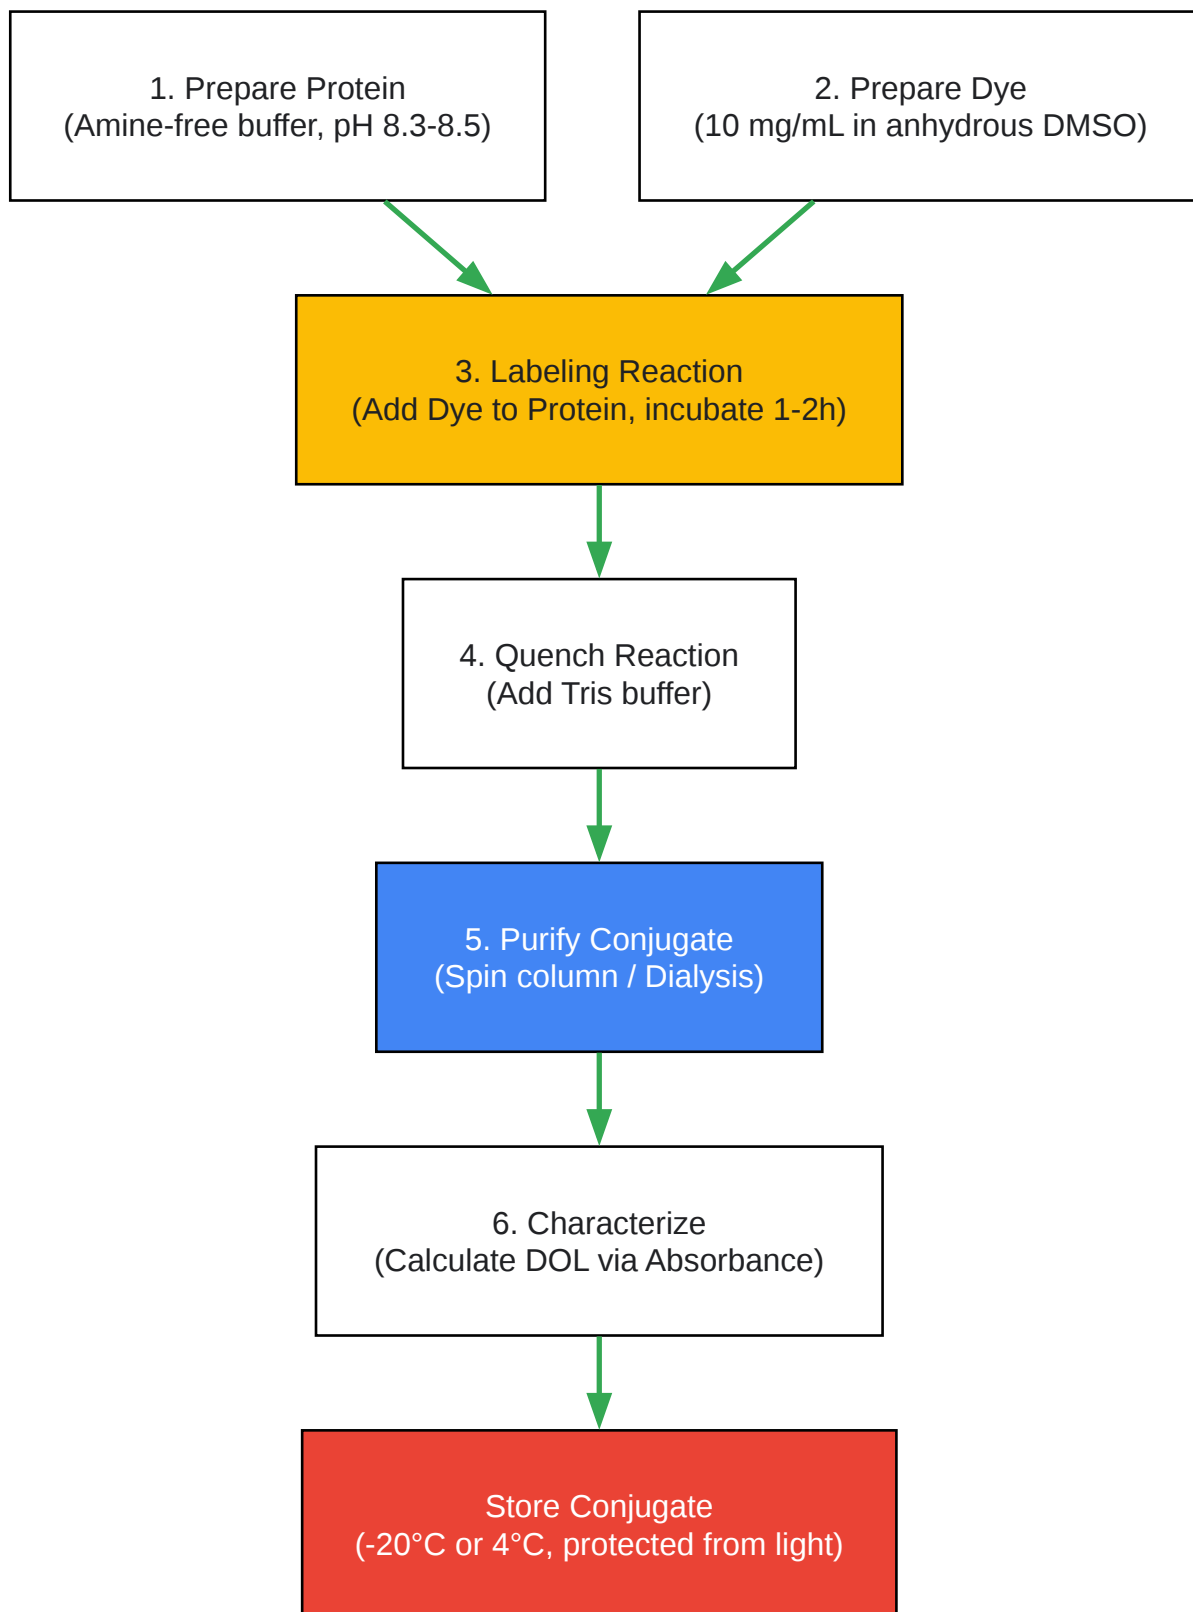 1. Prepare Protein
(Amine-free buffer, pH 8.3-8.5)
2. Prepare Dye
(10 mg/mL in anhydrous DMSO)
3. Labeling Reaction
(Add Dye to Protein, incubate 1-2h)
4. Quench Reaction
(Add Tris buffer)
5. Purify Conjugate
(Spin column / Dialysis)
6. Characterize
(Calculate DOL via Absorbance)
Store Conjugate
(-20°C or 4°C, protected from light)